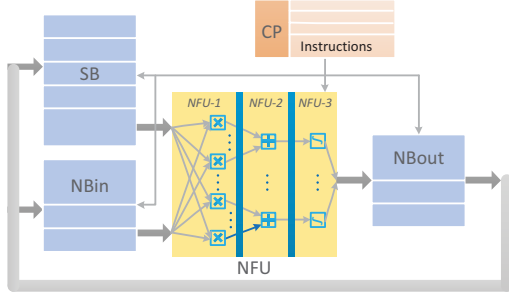 CP
Instructions
SB
NFU-1
NFU-2
NFU-3
NBin
NBout
NFU